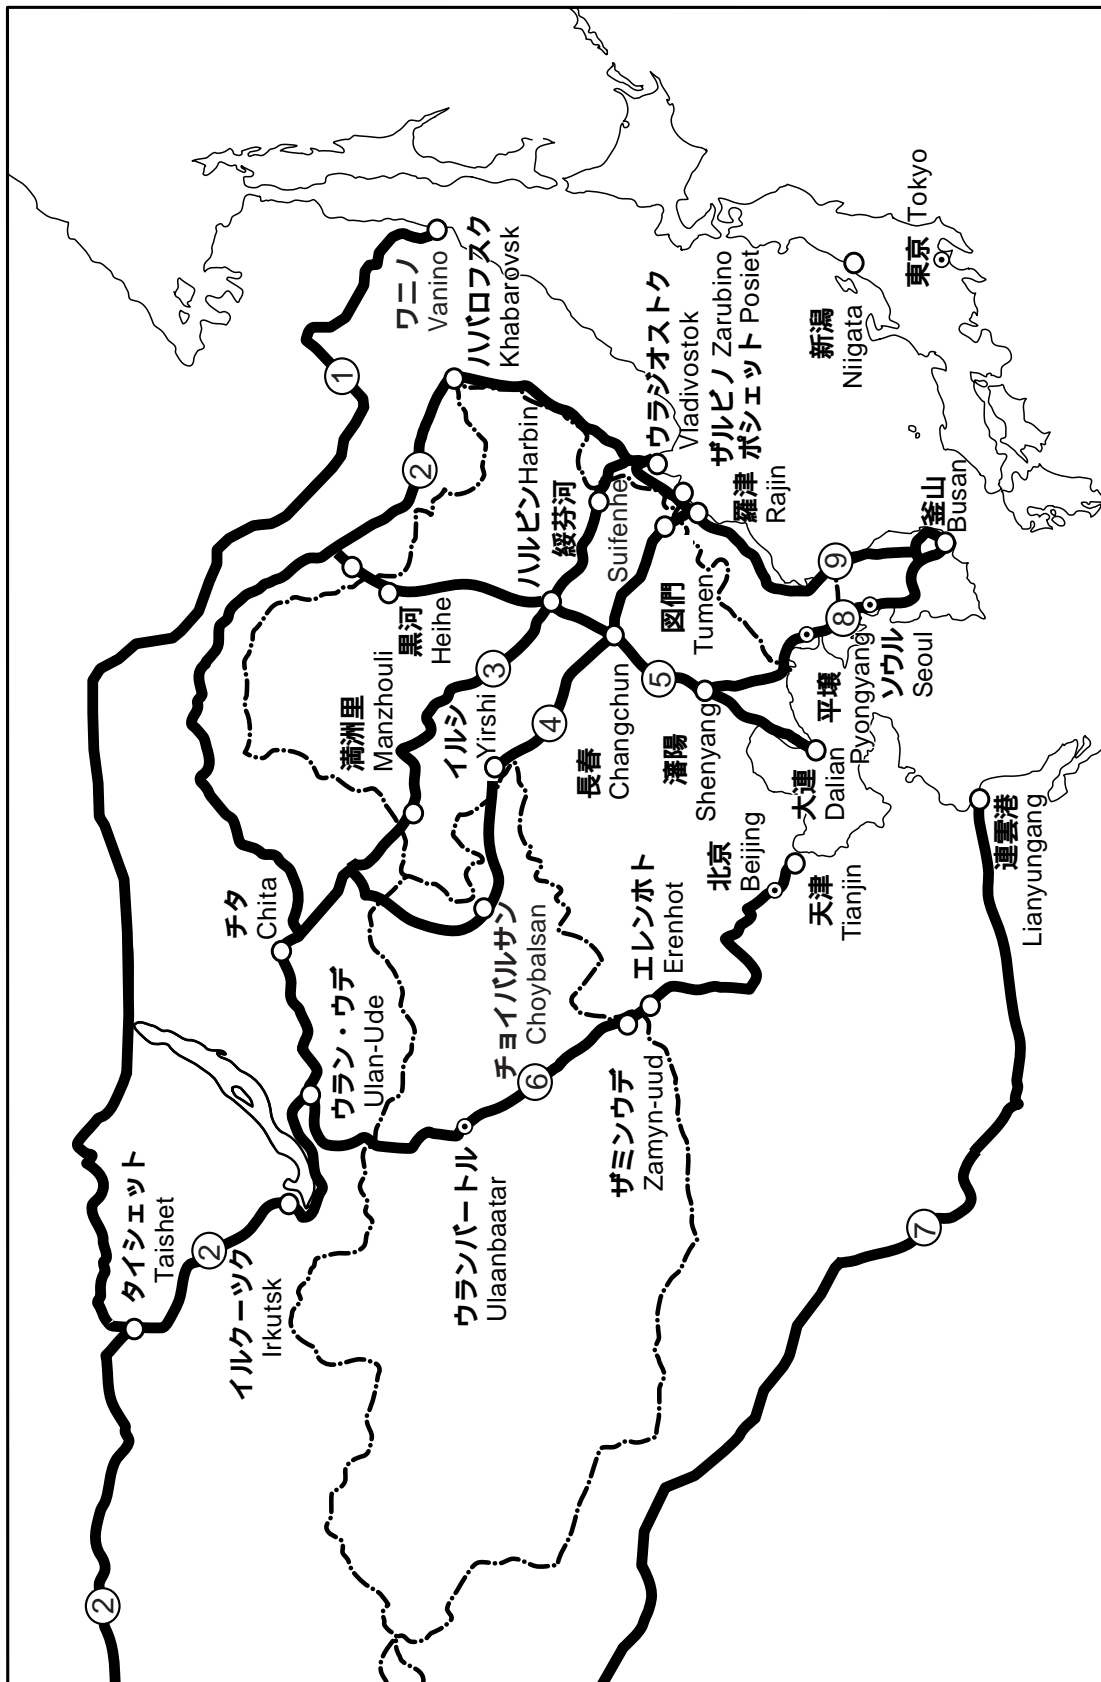 ワニノ
Vanino
①
ハバロフスク
Khabarovsk
②
タイシェット
Taishet
②
②
イルクーツク
Irkutsk
チタ
Chita
ウラン・ウデ
Ulan-Ude
満洲里
Manzhouli
黒河
Heihe
ハルビン Harbin
綏芬河
Suifenhe
ウラジオストク
Vladivostok
ザルビノ Zarubino
ポシェット Posiet
羅津
Rajin
③
イルシ
Yirshi
④
チョイバルサン
Choybalsan
長春
Changchun
図們
Tumen
⑤
瀋陽
Shenyang
ウランバートル
Ulaanbaatar
⑥
ザミンウデ
Zamyn-uud
エレンホト
Erenhot
北京
Beijing
天津
Tianjin
大連
Dalian
平壌
Pyongyang
⑧
⑨
ソウル
Seoul
釜山
Busan
新潟
Niigata
東京 Tokyo
連雲港
Lianyungang
⑦